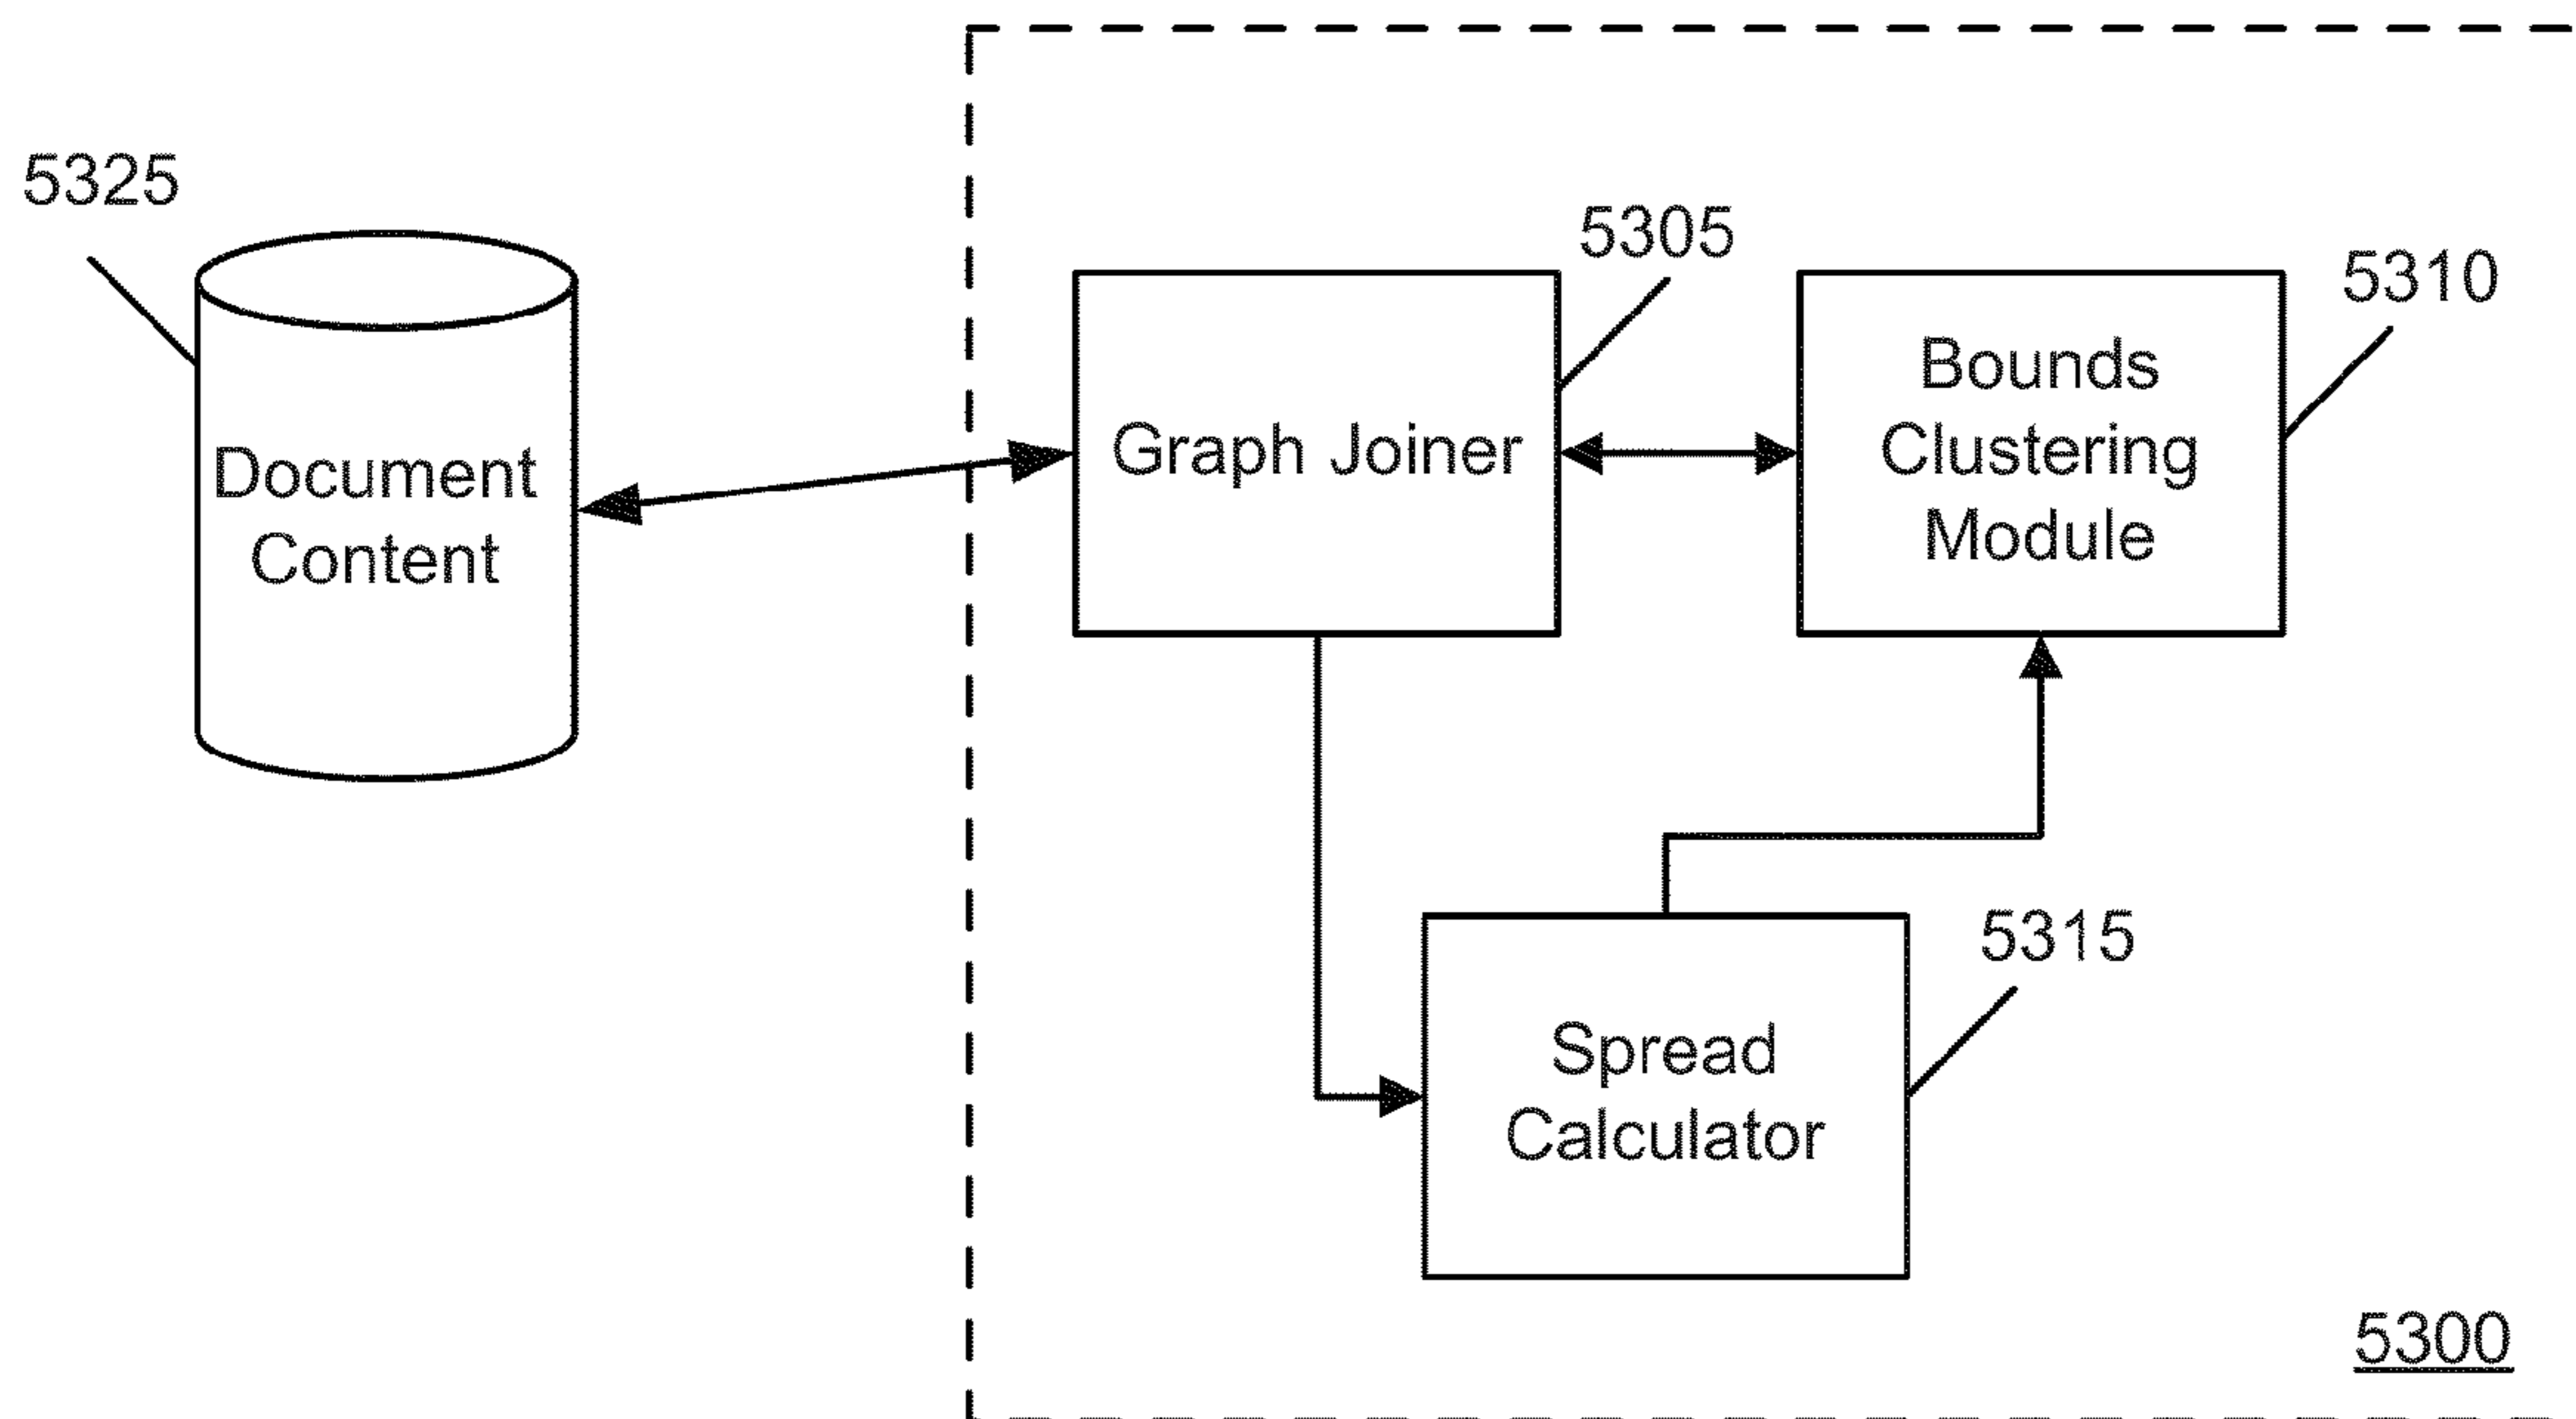 5325
Document
Content
5305
Graph Joiner
5310
Bounds
Clustering
Module
5315
Spread
Calculator
5300